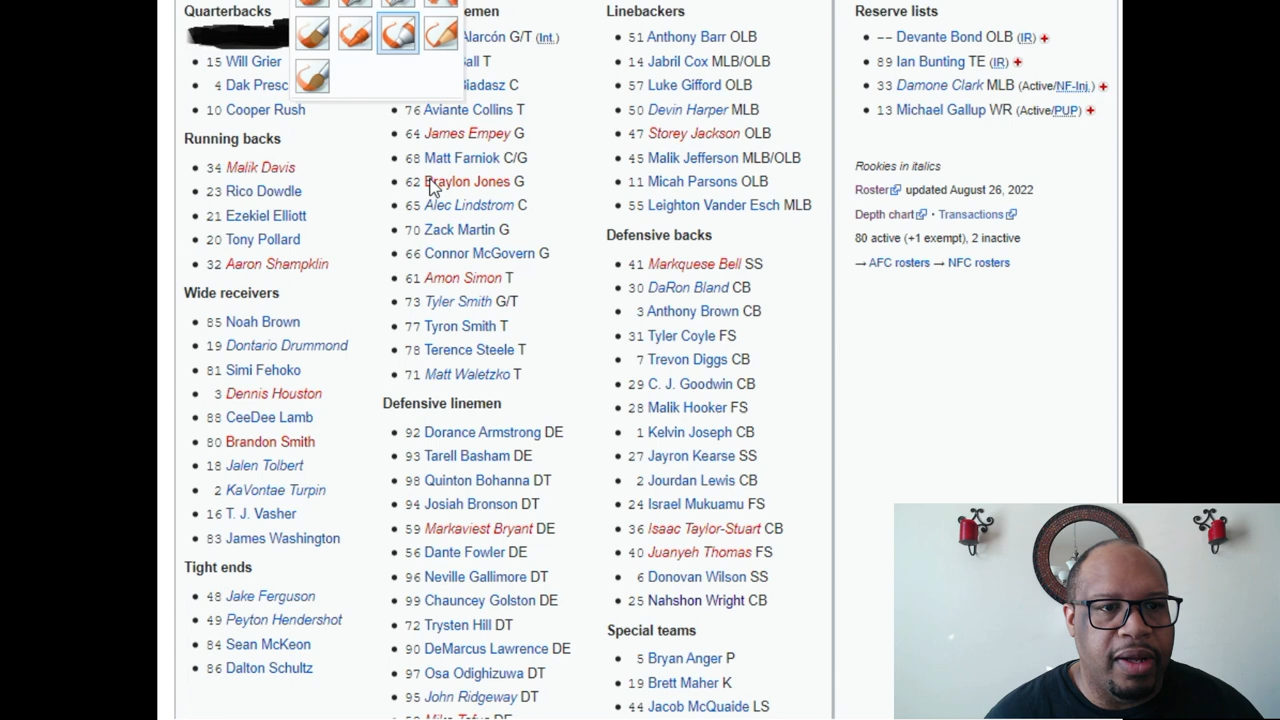 Quarterbacks
15 Will Grier
4 Dak Presc
10 Cooper Rush
Running backs
34 Malik Davis
23 Rico Dowdle
21 Ezekiel Elliott
20 Tony Pollard
32 Aaron Shampklin
Wide receivers
85 Noah Brown
19 Dontario Drummond
81 Simi Fehoko
3 Dennis Houston
88 CeeDee Lamb
80 Brandon Smith
18 Jalen Tolbert
2 KaVontae Turpin
16 T. J. Vasher
83 James Washington
Tight ends
48 Jake Ferguson
49 Peyton Hendershot
84 Sean McKeon
86 Dalton Schultz
emen
Alarcón G/T (Int.)
all T
iadasz C
76 Aviante Collins T
64 James Empey G
68 Matt Farniok C/G
62 Braylon Jones G
65 Alec Lindstrom C
70 Zack Martin G
66 Connor McGovern G
61 Amon Simon T
73 Tyler Smith G/T
77 Tyron Smith T
78 Terence Steele T
71 Matt Waletzko T
Defensive linemen
92 Dorance Armstrong DE
93 Tarell Basham DE
98 Quinton Bohanna DT
94 Josiah Bronson DT
59 Markaviest Bryant DE
56 Dante Fowler DE
96 Neville Gallimore DT
99 Chauncey Golston DE
72 Trysten Hill DT
90 DeMarcus Lawrence DE
97 Osa Odighizuwa DT
95 John Ridgeway DT
Linebackers
51 Anthony Barr OLB
14 Jabril Cox MLB/OLB
57 Luke Gifford OLB
50 Devin Harper MLB
47 Storey Jackson OLB
45 Malik Jefferson MLB/OLB
11 Micah Parsons OLB
55 Leighton Vander Esch MLB
Defensive backs
41 Markquese Bell SS
30 DaRon Bland CB
3 Anthony Brown CB
31 Tyler Coyle FS
7 Trevon Diggs CB
29 C. J. Goodwin CB
28 Malik Hooker FS
1 Kelvin Joseph CB
27 Jayron Kearse SS
2 Jourdan Lewis CB
24 Israel Mukuamu FS
36 Isaac Taylor-Stuart CB
40 Juanyeh Thomas FS
6 Donovan Wilson SS
25 Nahshon Wright CB
Special teams
5 Bryan Anger P
19 Brett Maher K
44 Jacob McQuaide LS
Reserve lists
-- Devante Bond OLB (IR)
89 Ian Bunting TE (IR)
33 Damone Clark MLB (Active/NF-Inj.)
13 Michael Gallup WR (Active/PUP)
Rookies in italics
Roster updated August 26, 2022
Depth chart • Transactions
80 active (+1 exempt), 2 inactive
→ AFC rosters → NFC rosters